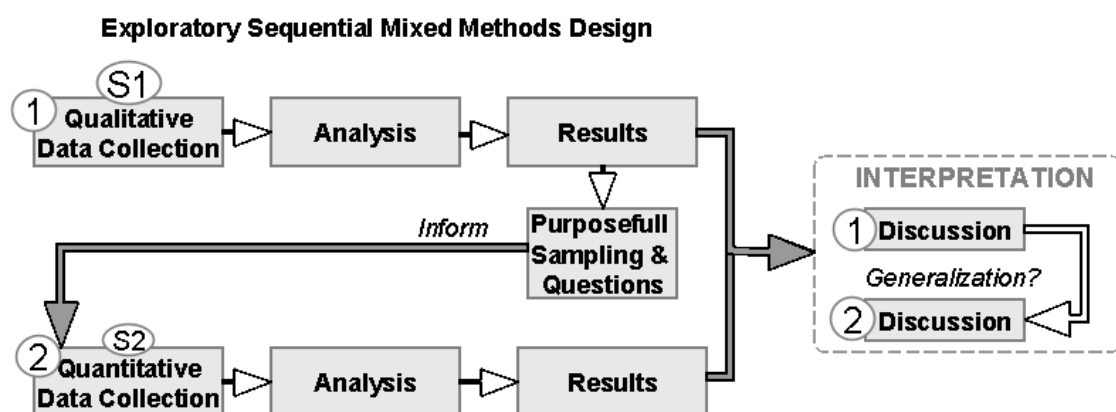 Exploratory Sequential Mixed Methods Design
S1
1
Qualitative
Data Collection
Analysis
Results
Inform
Purposefull
Sampling &
Questions
2
S2
Quantitative
Data Collection
Analysis
Results
INTERPRETATION
1 Discussion
Generalization?
2 Discussion